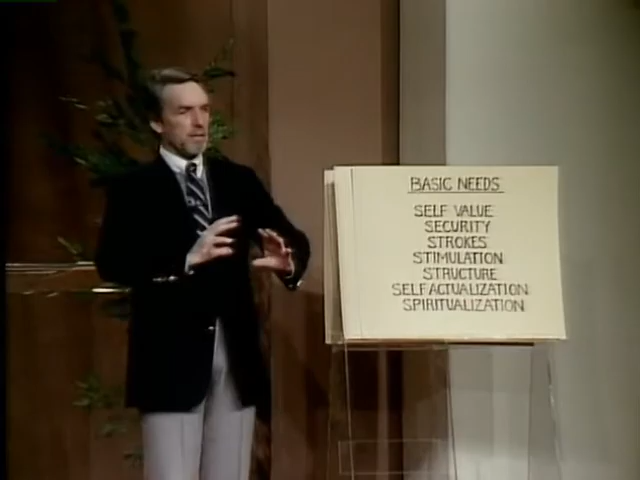 BASIC NEEDS
SELF VALUE
SECURITY
STROKES
STIMULATION
STRUCTURE
SELF ACTUALIZATION
SPIRITUALIZATION